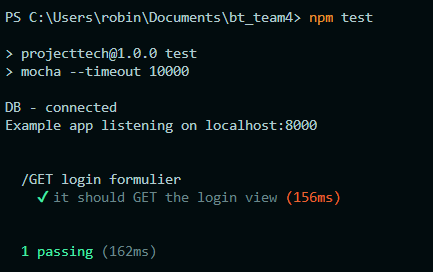 PS C:\Users\robin\Documents\bt_team4> npm test
> projecttech@1.0.0 test
> mocha --timeout 10000
DB - connected
Example app listening on localhost:8000
/GET login formulier
✓ it should GET the login view (156ms)
1 passing (162ms)